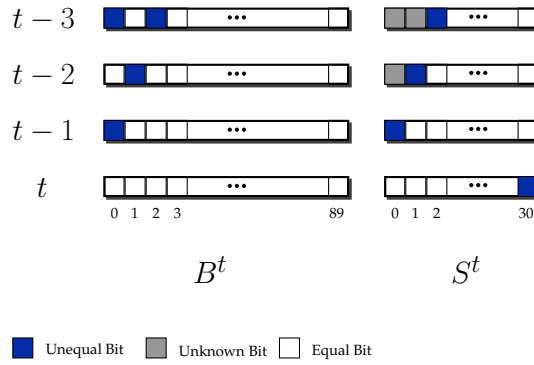 t − 3 ••• •••
t − 2 ••• •••
t − 1 ••• •••
t ••• •••
0 1 2 3 89 0 1 2 30
B^t S^t
Unequal Bit Unknown Bit Equal Bit